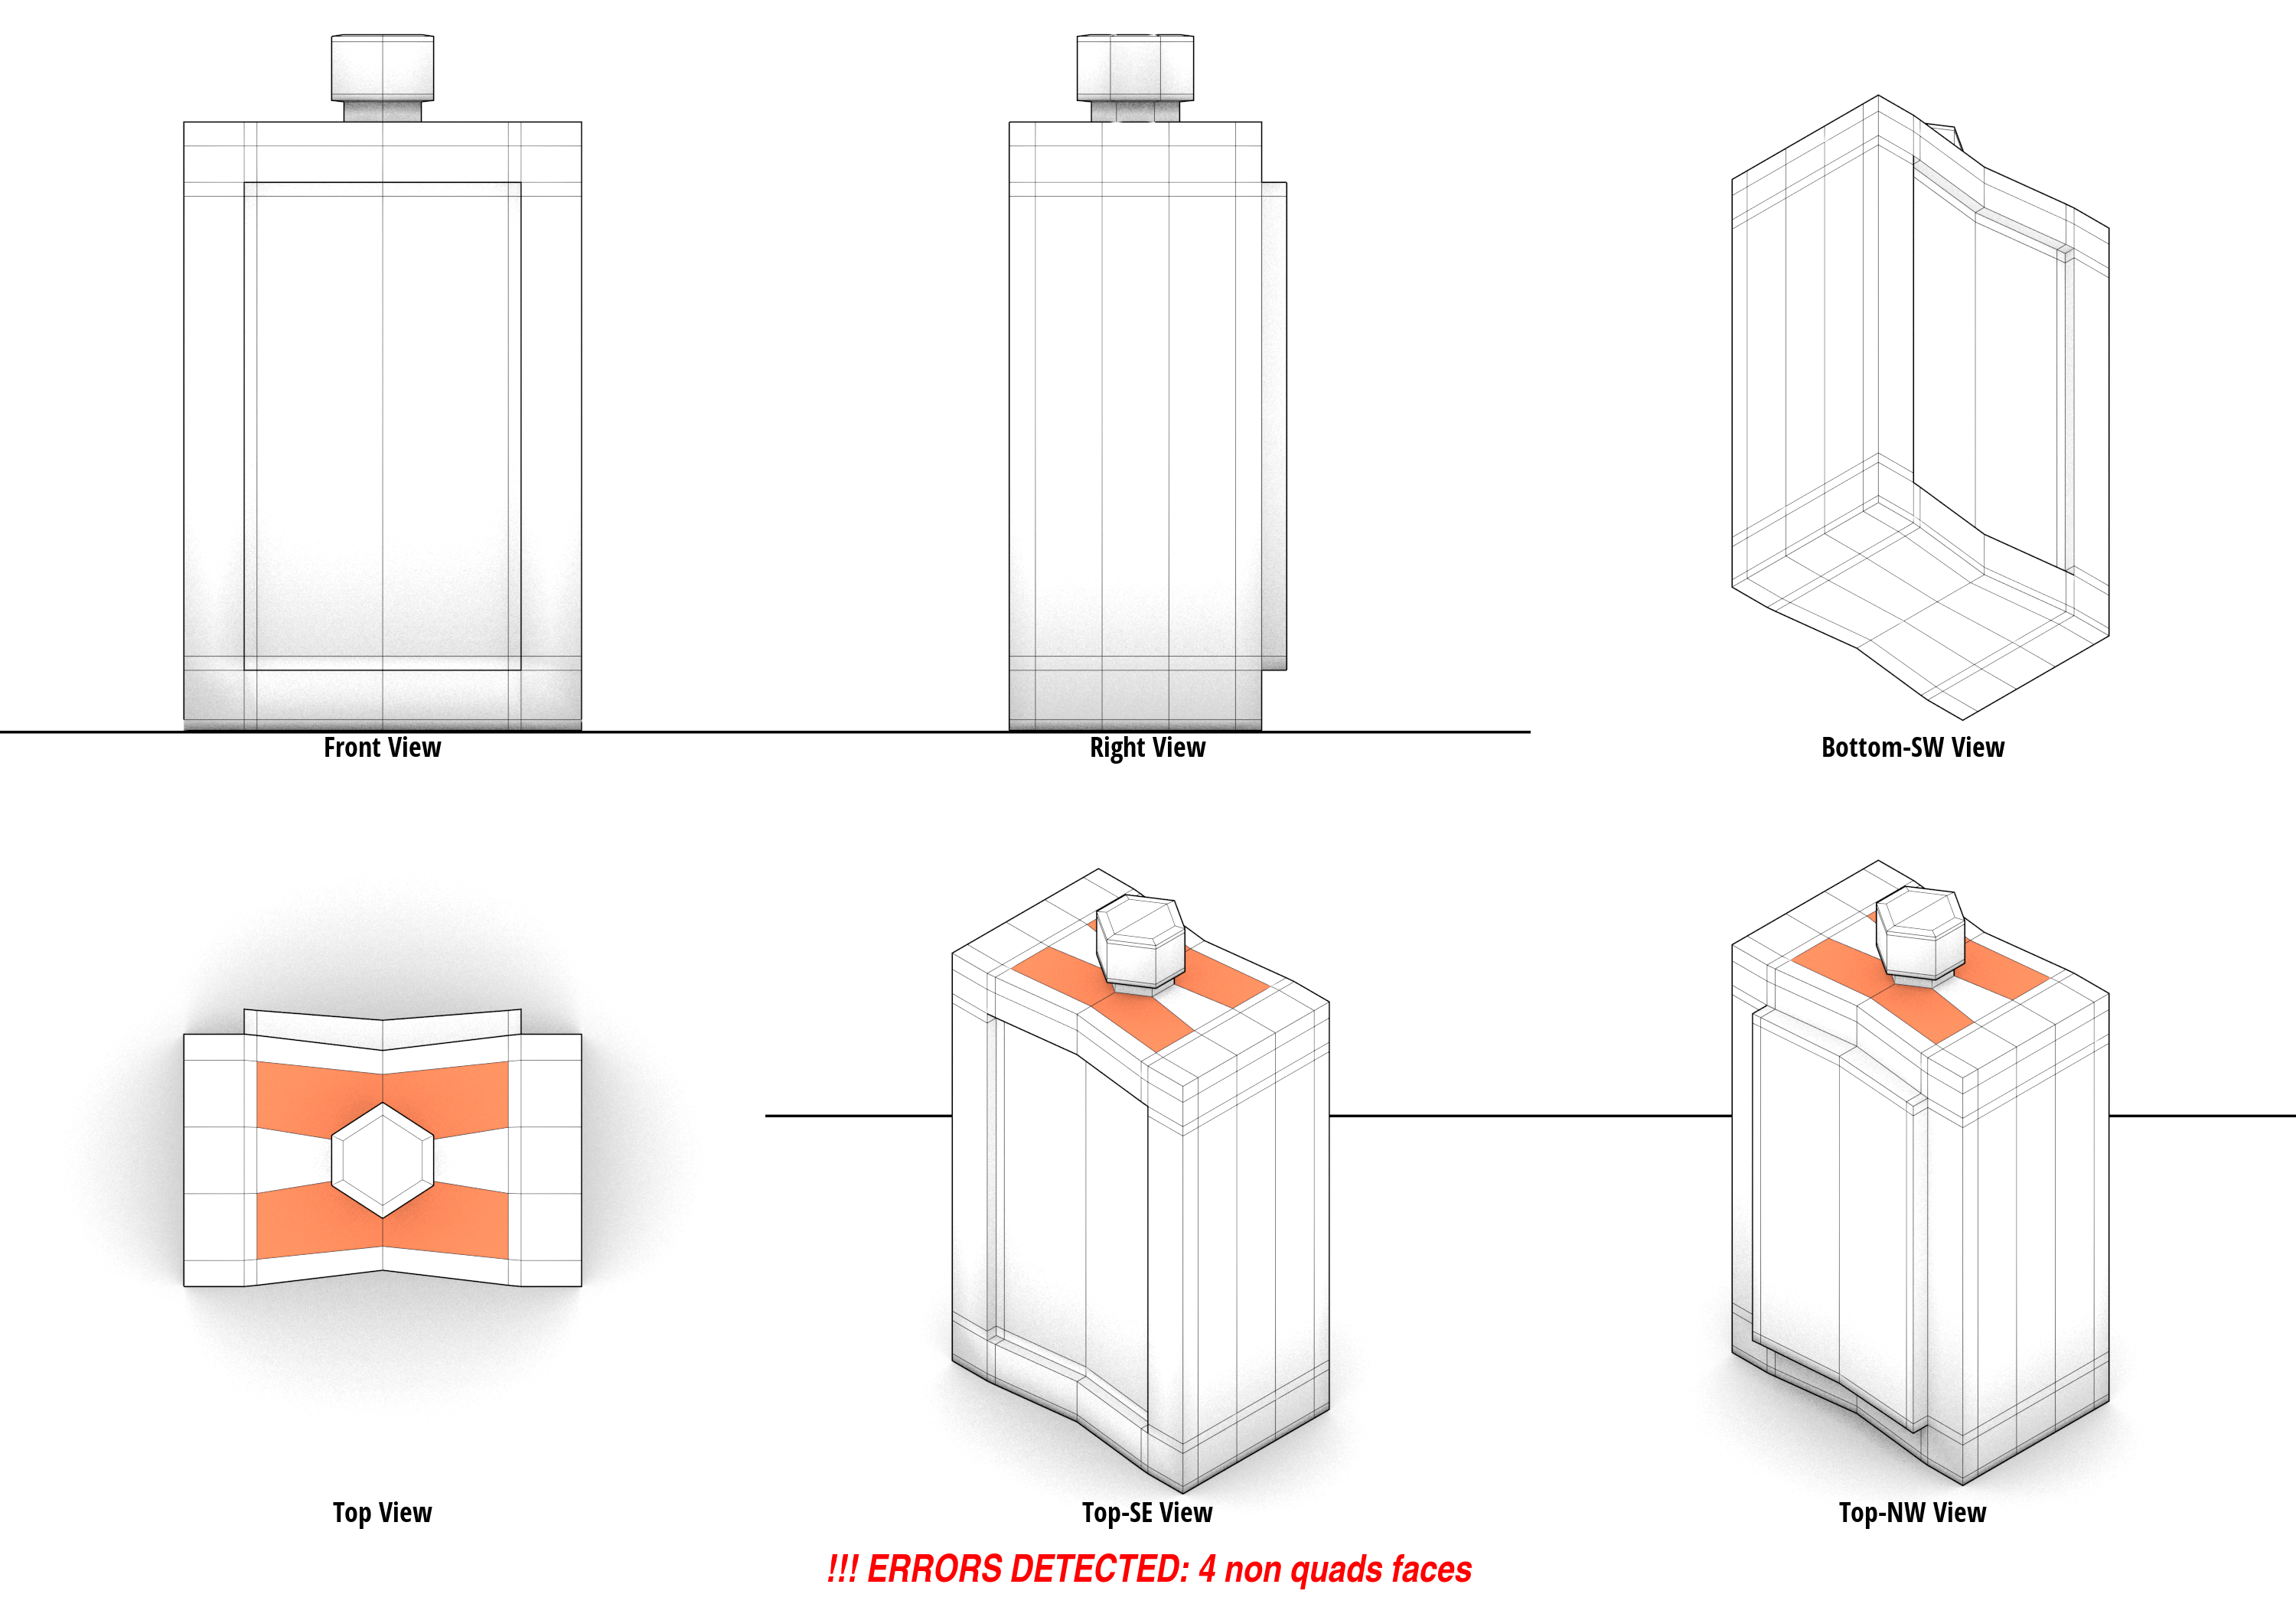 Front View
Right View
Bottom-SW View
Top View
Top-SE View
Top-NW View
!!! ERRORS DETECTED: 4 non quads faces